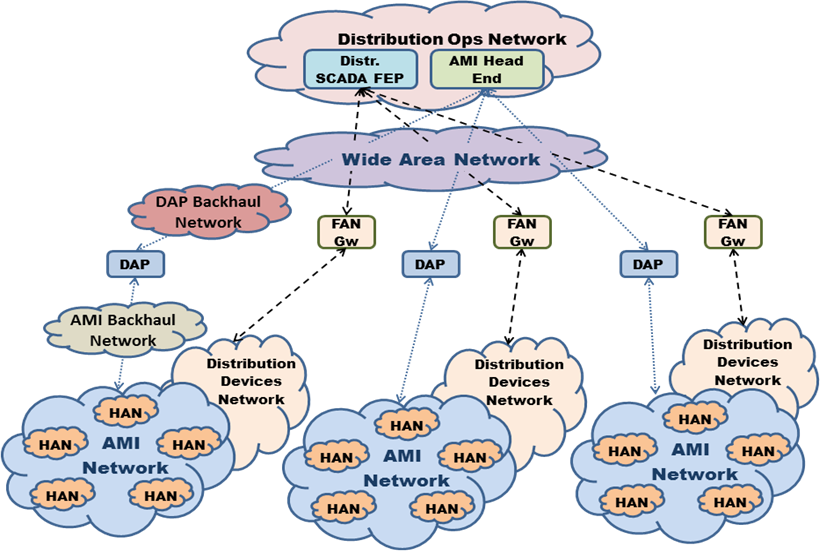 Distribution Ops Network
Distr.
SCADA FEP
AMI Head
End
Wide Area Network
DAP Backhaul
Network
FAN
Gw
FAN
Gw
FAN
Gw
DAP
DAP
DAP
AMI Backhaul
Network
Distribution
Devices
Network
Distribution
Devices
Network
Distribution
Devices
Network
HAN
HAN
AMI
Network
HAN
HAN
HAN
HAN
HAN
AMI
Network
HAN
HAN
HAN
HAN
HAN
AMI
Network
HAN
HAN
HAN